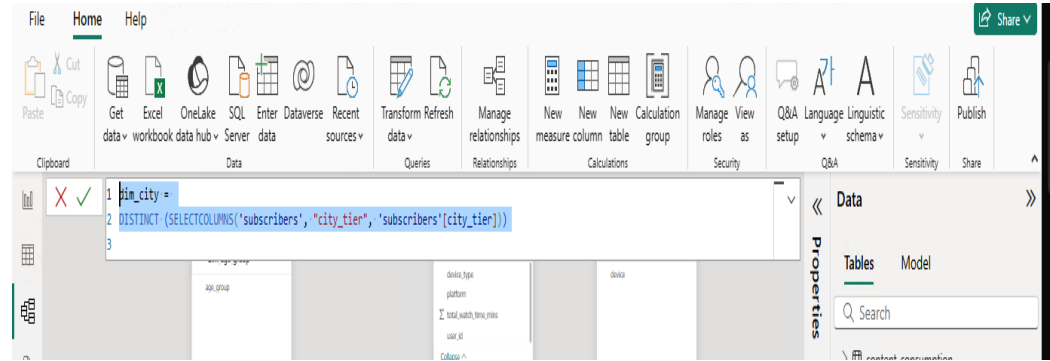 File Home Help Share
Paste
Cut
Copy
Get data
Excel workbook
OneLake data hub
SQL Server
Enter data
Dataverse
Recent sources
Transform data
Refresh
Manage relationships
New measure
New column
New table
Calculation group
Manage roles
View as
Q&A setup
Language
Linguistic schema
Sensitivity
Publish
Clipboard Data Queries Relationships Calculations Security Q&A Sensitivity Share
1 dim_city =
2 DISTINCT (SELECTCOLUMNS('subscribers', "city_tier", 'subscribers'[city_tier]))
3
age_group
device_type
platform
total_watch_time_mins
user_id
Collapse
device
Properties
Data
Tables Model
Search
content_consumption